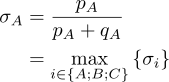 σ_A = p_A / (p_A + q_A)
= max_{i∈{A;B;C}} {σ_i}